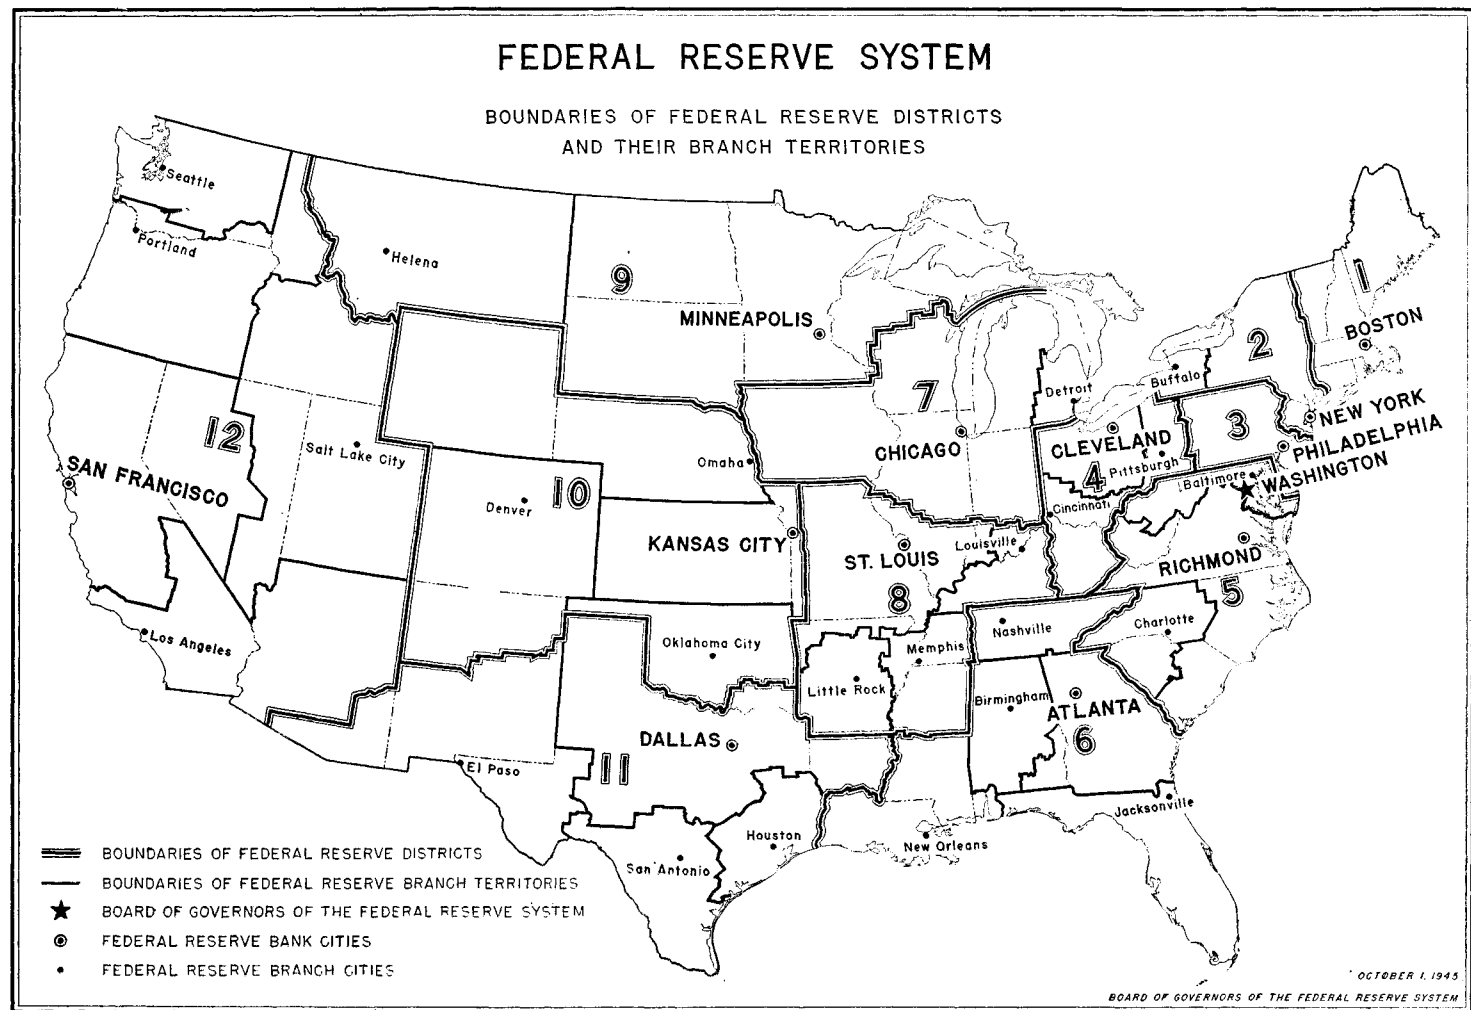 FEDERAL RESERVE SYSTEM
BOUNDARIES OF FEDERAL RESERVE DISTRICTS
AND THEIR BRANCH TERRITORIES
Seattle
Portland
Helena
9
MINNEAPOLIS
1
BOSTON
2
Buffalo
NEW YORK
7
Detroit
3
PHILADELPHIA
CLEVELAND
12
CHICAGO
4
Pittsburgh
WASHINGTON
Baltimore
Salt Lake City
SAN FRANCISCO
Omaha
10
Denver
Cincinnati
KANSAS CITY
ST. LOUIS
Louisville
RICHMOND
8
5
Los Angeles
Oklahoma City
Nashville
Charlotte
Memphis
Little Rock
Birmingham
ATLANTA
DALLAS
6
11
El Paso
Jacksonville
Houston
New Orleans
San Antonio
BOUNDARIES OF FEDERAL RESERVE DISTRICTS
BOUNDARIES OF FEDERAL RESERVE BRANCH TERRITORIES
BOARD OF GOVERNORS OF THE FEDERAL RESERVE SYSTEM
FEDERAL RESERVE BANK CITIES
FEDERAL RESERVE BRANCH CITIES
OCTOBER 1, 1945
BOARD OF GOVERNORS OF THE FEDERAL RESERVE SYSTEM